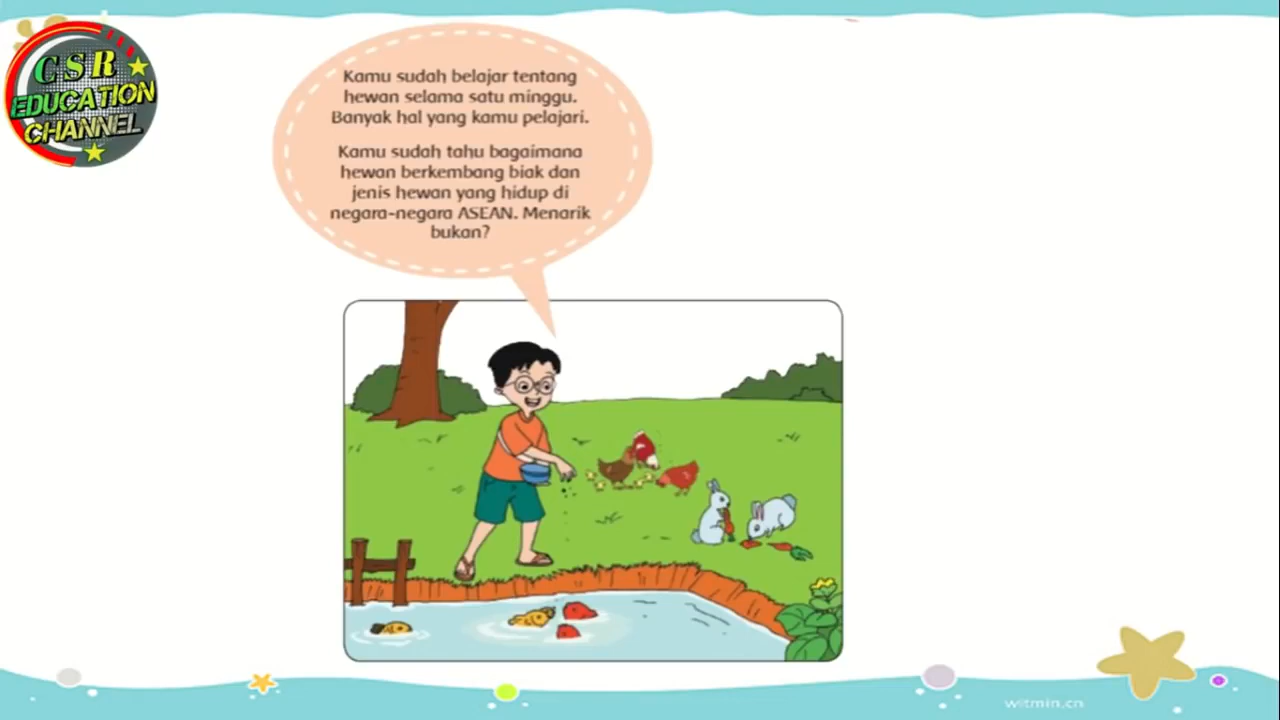 CSR
EDUCATION
CHANNEL
Kamu sudah belajar tentang
hewan selama satu minggu.
Banyak hal yang kamu pelajari.
Kamu sudah tahu bagaimana
hewan berkembang biak dan
jenis hewan yang hidup di
negara-negara ASEAN. Menarik
bukan?
witmin.cn